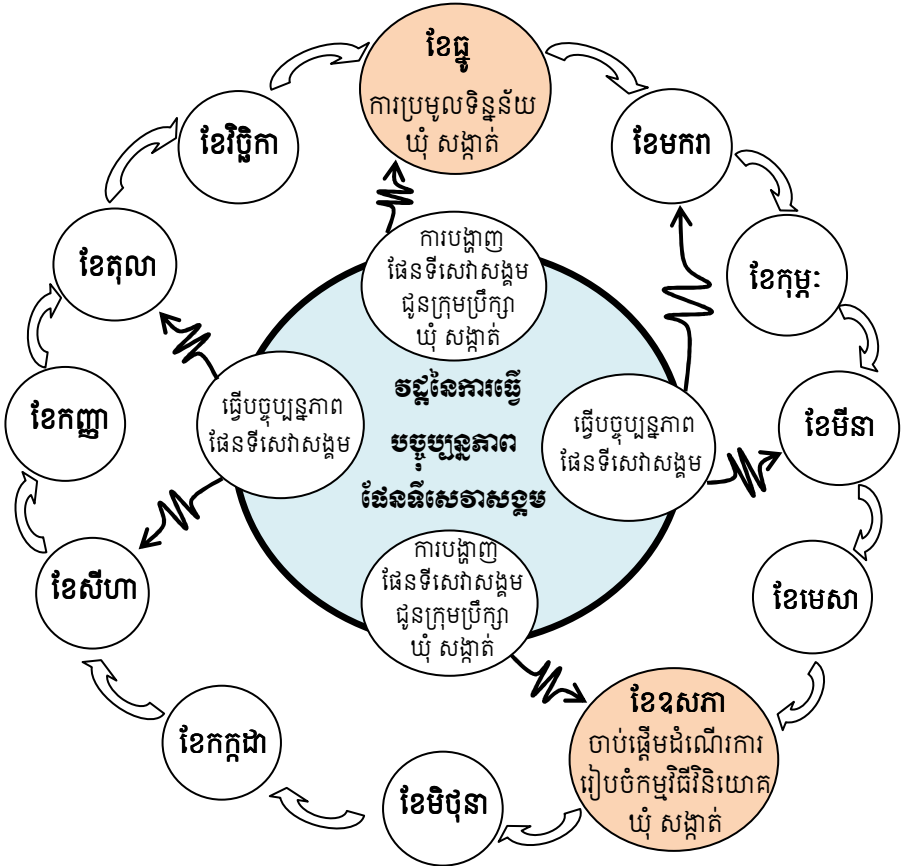 ខែធ្នូ
ការប្រមូលទិន្នន័យ
ឃុំ សង្កាត់
ខែមករា
ខែកុម្ភៈ
ខែមីនា
ខែមេសា
ខែឧសភា
ចាប់ផ្តើមដំណើរការ
រៀបចំកម្មវិធីវិនិយោគ
ឃុំ សង្កាត់
ខែមិថុនា
ខែកក្កដា
ខែសីហា
ខែកញ្ញា
ខែតុលា
ខែវិច្ឆិកា
ការបង្ហាញ
ផែនទីសេវាសង្គម
ជូនក្រុមប្រឹក្សា
ឃុំ សង្កាត់
ធ្វើបច្ចុប្បន្នភាព
ផែនទីសេវាសង្គម
វដ្តនៃការធ្វើ
បច្ចុប្បន្នភាព
ផែនទីសេវាសង្គម
ធ្វើបច្ចុប្បន្នភាព
ផែនទីសេវាសង្គម
ការបង្ហាញ
ផែនទីសេវាសង្គម
ជូនក្រុមប្រឹក្សា
ឃុំ សង្កាត់